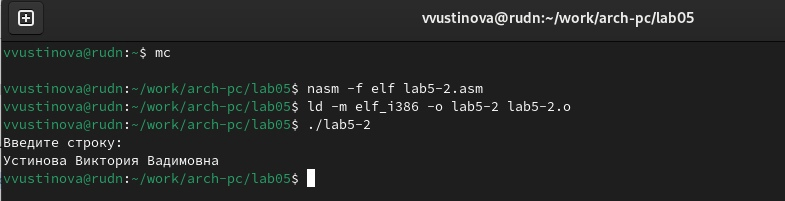 vvustinova@rudn:~/work/arch-pc/lab05
vvustinova@rudn:~$ mc
vvustinova@rudn:~/work/arch-pc/lab05$ nasm -f elf lab5-2.asm
vvustinova@rudn:~/work/arch-pc/lab05$ ld -m elf_i386 -o lab5-2 lab5-2.o
vvustinova@rudn:~/work/arch-pc/lab05$ ./lab5-2
Введите строку:
Устинова Виктория Вадимовна
vvustinova@rudn:~/work/arch-pc/lab05$